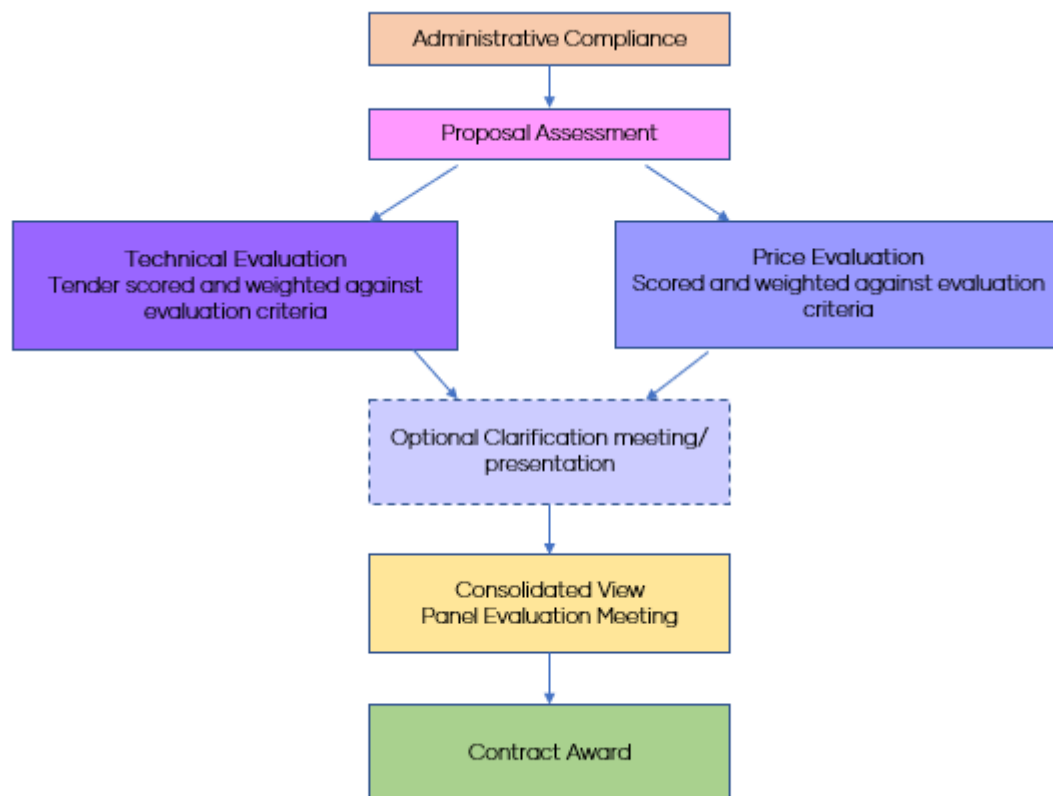 Administrative Compliance
Proposal Assessment
Technical Evaluation
Tender scored and weighted against
evaluation criteria
Price Evaluation
Scored and weighted against evaluation
criteria
Optional Clarification meeting/
presentation
Consolidated View
Panel Evaluation Meeting
Contract Award